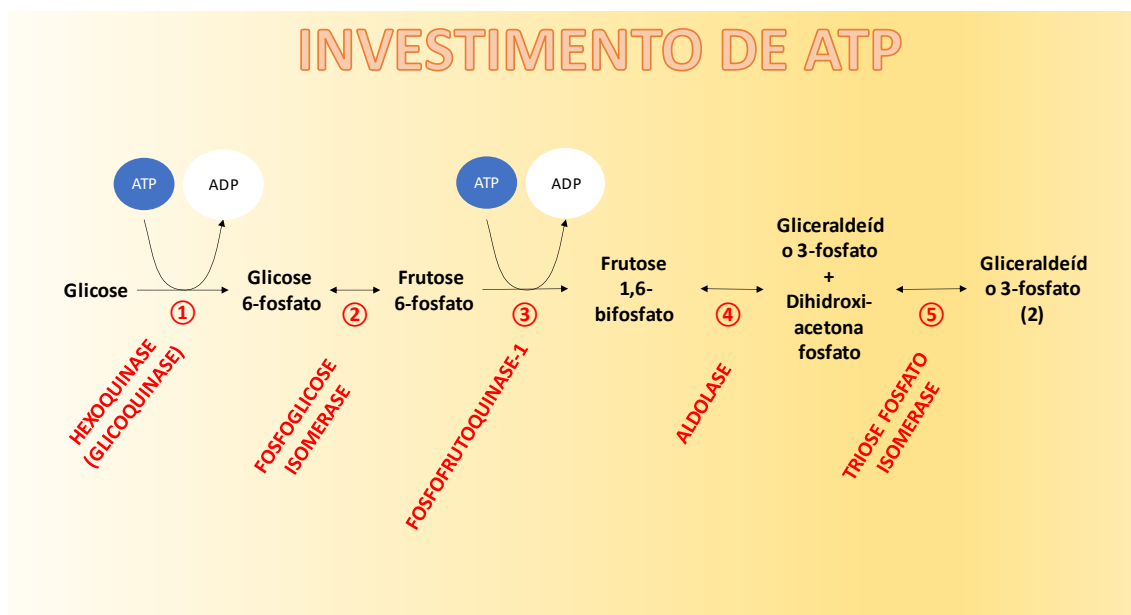 INVESTIMENTO DE ATP
ATP
ADP
ATP
ADP
Glicose
①
Glicose
6-fosfato
②
Frutose
6-fosfato
③
Frutose
1,6-
bifosfato
④
Gliceraldeíd
o 3-fosfato
+
Dihidroxi-
acetona
fosfato
⑤
Gliceraldeíd
o 3-fosfato
(2)
HEXOQUINASE
(GLICOQUINASE)
FOSFOGLICOSE
ISOMERASE
FOSFOFRUTOQUINASE-1
ALDOLASE
TRIOSE FOSFATO
ISOMERASE